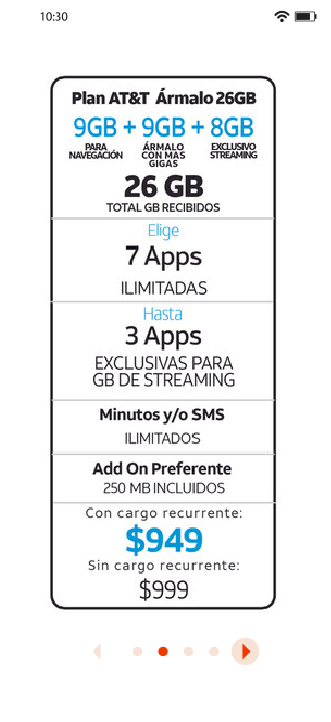 10:30
Plan AT&T Ármalo 26GB
9GB + 9GB + 8GB
PARA NAVEGACIÓN
ÁRMALO CON MAS GIGAS
EXCLUSIVO STREAMING
26 GB
TOTAL GB RECIBIDOS
Elige
7 Apps
ILIMITADAS
Hasta
3 Apps
EXCLUSIVAS PARA
GB DE STREAMING
Minutos y/o SMS
ILIMITADOS
Add On Preferente
250 MB INCLUIDOS
Con cargo recurrente:
$949
Sin cargo recurrente:
$999